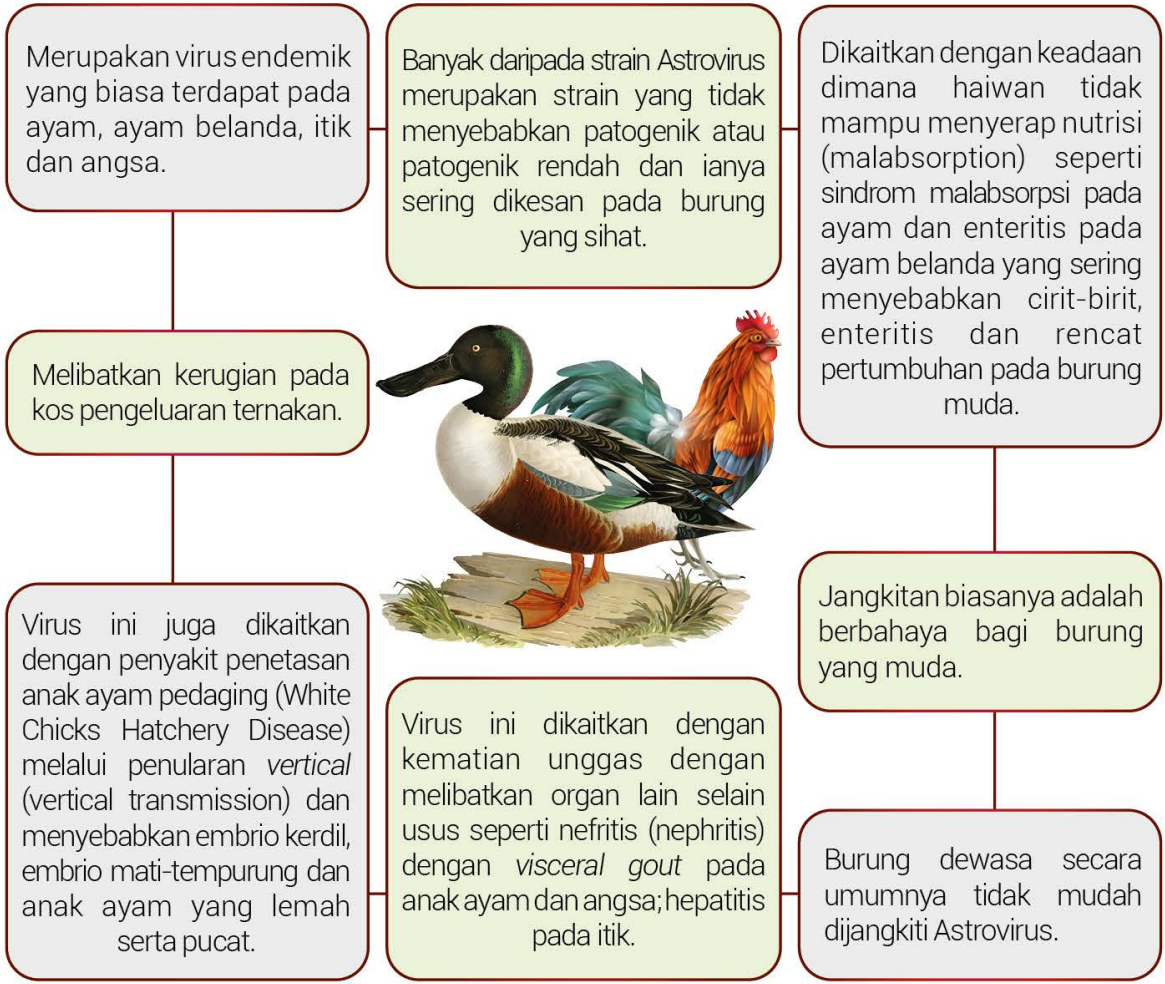 Merupakan virus endemik
yang biasa terdapat pada
ayam, ayam belanda, itik
dan angsa.
Banyak daripada strain Astrovirus
merupakan strain yang tidak
menyebabkan patogenik atau
patogenik rendah dan ianya
sering dikesan pada burung
yang sihat.
Dikaitkan dengan keadaan
dimana haiwan tidak
mampu menyerap nutrisi
(malabsorption) seperti
sindrom malabsorpsi pada
ayam dan enteritis pada
ayam belanda yang sering
menyebabkan cirit-birit,
enteritis dan rencat
pertumbuhan pada burung
muda.
Melibatkan kerugian pada
kos pengeluaran ternakan.
Jangkitan biasanya adalah
berbahaya bagi burung
yang muda.
Virus ini juga dikaitkan
dengan penyakit penetasan
anak ayam pedaging (White
Chicks Hatchery Disease)
melalui penularan vertical
(vertical transmission) dan
menyebabkan embrio kerdil,
embrio mati-tempurung dan
anak ayam yang lemah
serta pucat.
Virus ini dikaitkan dengan
kematian unggas dengan
melibatkan organ lain selain
usus seperti nefritis (nephritis)
dengan visceral gout pada
anak ayam dan angsa; hepatitis
pada itik.
Burung dewasa secara
umumnya tidak mudah
dijangkiti Astrovirus.